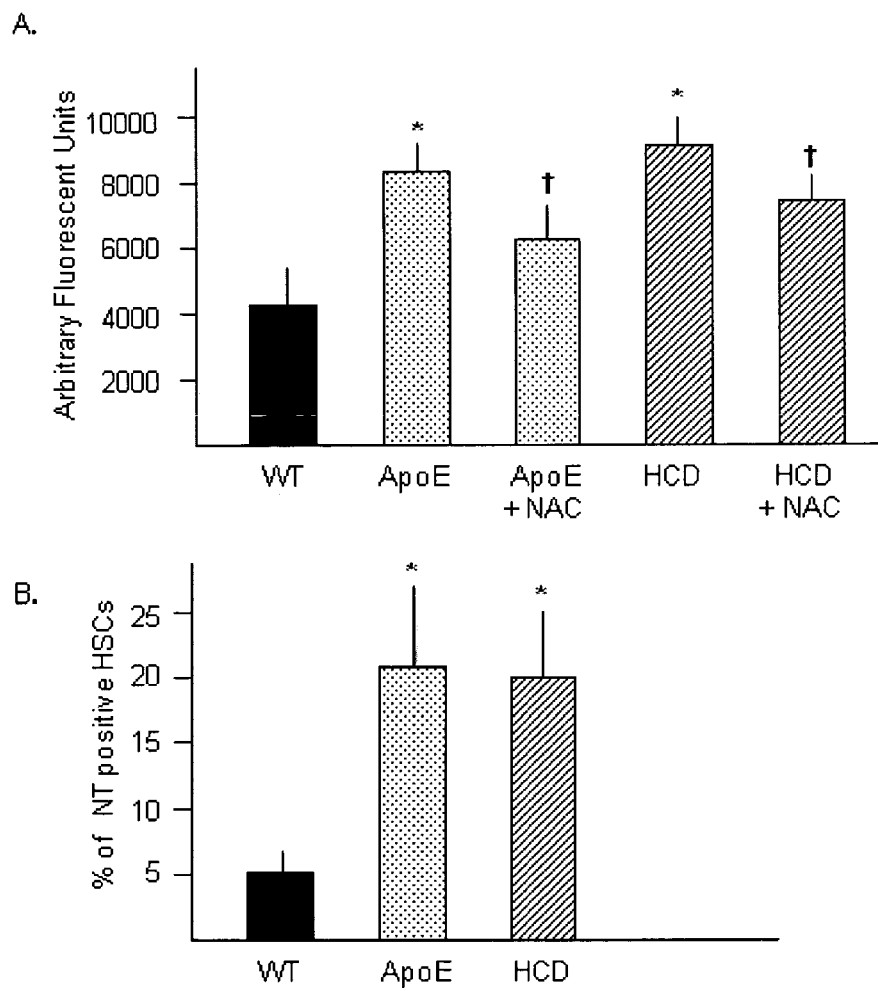 A.
Arbitrary Fluorescent Units
10000
8000
6000
4000
2000
*
†
*
†
WT
ApoE
ApoE
+ NAC
HCD
HCD
+ NAC
B.
% of NT positive HSCs
25
20
15
10
5
*
*
WT
ApoE
HCD